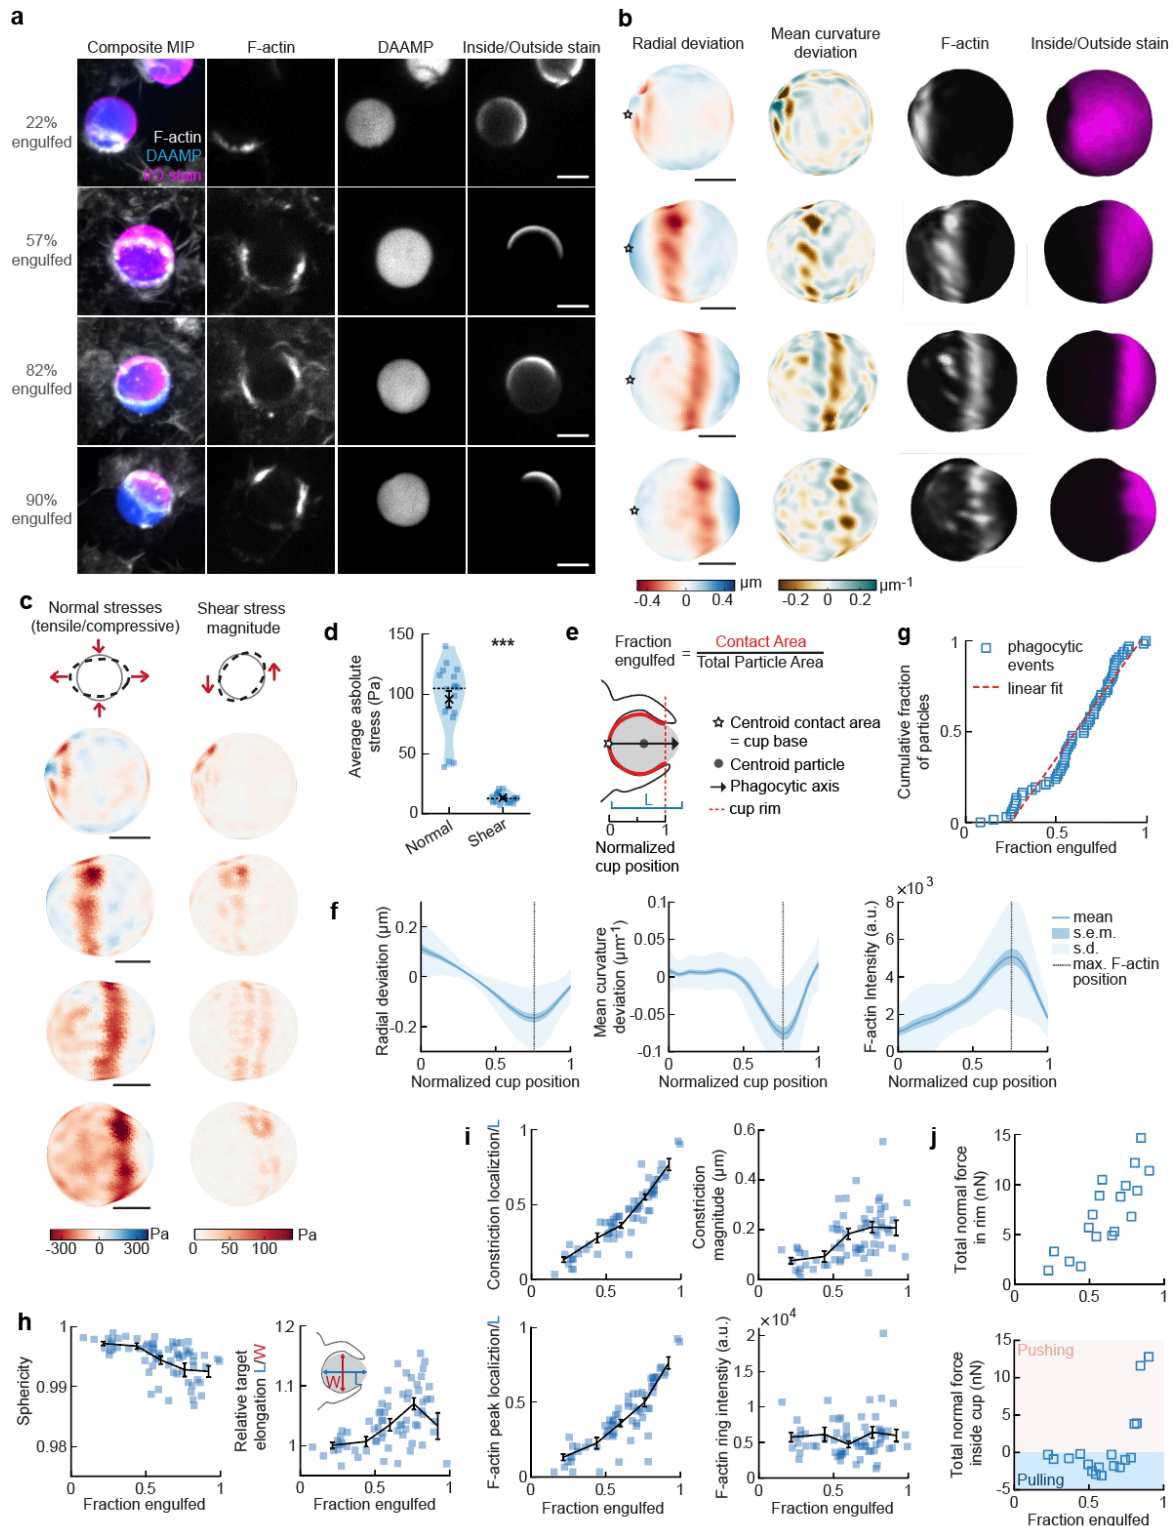 a
Composite MIP
F-actin
DAAMP
Inside/Outside stain
22%
engulfed
F-actin
DAAMP
I/O stain
57%
engulfed
82%
engulfed
90%
engulfed
b
Radial deviation
Mean curvature
deviation
F-actin
Inside/Outside stain
-0.4 0 0.4 µm
-0.2 0 0.2 µm-1
c
Normal stresses
(tensile/compressive)
Shear stress
magnitude
-300 0 300 Pa
0 50 100 Pa
d
Average asbolute
stress (Pa)
150
100
50
0
***
Normal
Shear
e
Fraction
engulfed
=
Contact Area
Total Particle Area
Centroid contact area
= cup base
Centroid particle
Phagocytic axis
cup rim
L
0 1
Normalized
cup position
g
Cumulative fraction
of particles
1
0.5
0
phagocytic
events
linear fit
0 0.5 1
Fraction engulfed
f
Radial deviation (µm)
0.2
0
-0.2
0 0.5 1
Normalized cup position
Mean curvature
deviation (µm-1)
0.1
0.05
0
-0.05
-0.1
0 0.5 1
Normalized cup position
F-actin Intensity (a.u.)
×10 3
8
6
4
2
0
0 0.5 1
Normalized cup position
mean
s.e.m.
s.d.
max. F-actin
position
h
Sphericity
1
0.99
0.98
0 0.5 1
Fraction engulfed
Relative target
elongation L/W
12
1.1
1
W
L
0 0.5 1
Fraction engulfed
i
Constriction localiztion/L
1
0.5
0
0.5 1
Constriction
magnitude (µm)
0.6
0.4
0.2
0
0 0.5 1
F-actin peak localiztion/L
1
0.5
0
0 0.5 1
Fraction engulfed
F-actin ring intensity (a.u.)
×10 4
2
1.5
1
0.5
0
0 0.5 1
Fraction engulfed
j
Total normal force
in rim (nN)
15
10
5
0
0 0.5 1
Total normal force
inside cup (nN)
15
10
5
0
-5
Pushing
Pulling
0 0.5 1
Fraction engulfed